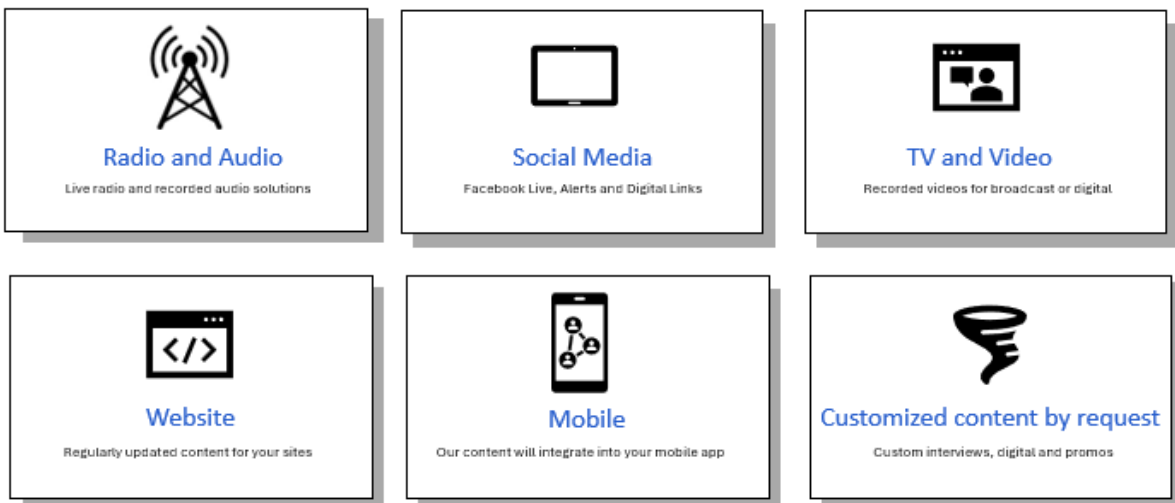 Radio and Audio
Live radio and recorded audio solutions
Social Media
Facebook Live, Alerts and Digital Links
TV and Video
Recorded videos for broadcast or digital
</>
Website
Regularly updated content for your sites
Mobile
Our content will integrate into your mobile app
Customized content by request
Custom interviews, digital and promos